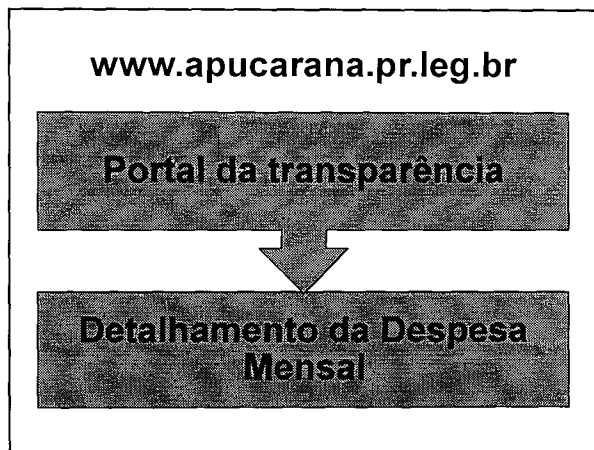 www.apucarana.pr.leg.br
Portal da transparência
Detalhamento da Despesa
Mensal